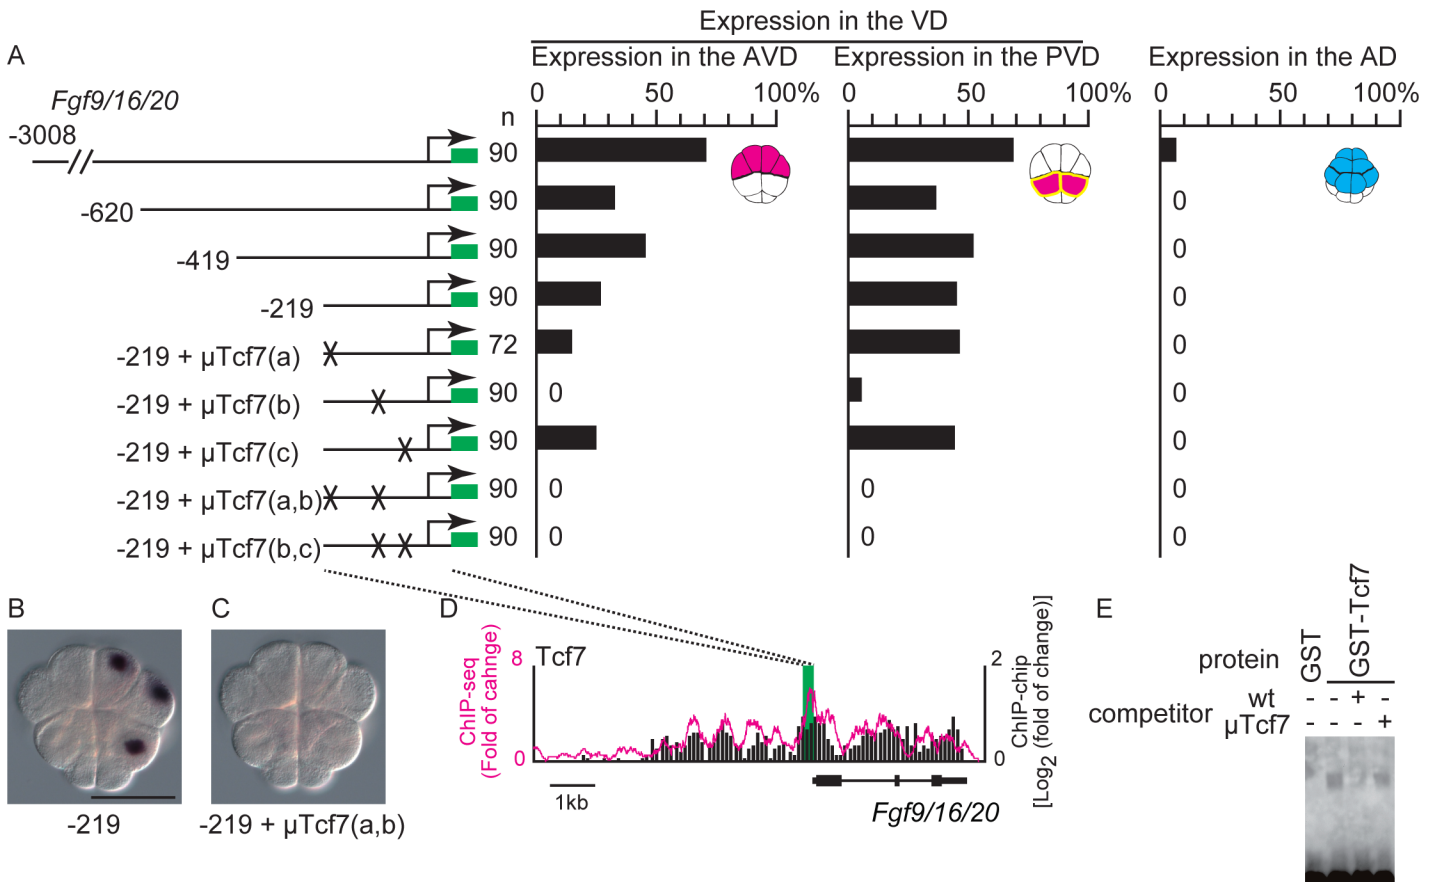 Expression in the VD
A
Expression in the AVD
Expression in the PVD
Expression in the AD
Fgf9/16/20
n
0 50 100%
0 50 100%
0 50 100%
-3008
90
-620
90
0
-419
90
0
-219
90
0
-219 + µTcf7(a)
72
0
-219 + µTcf7(b)
90
0
0
-219 + µTcf7(c)
90
0
-219 + µTcf7(a,b)
90
0
0
0
-219 + µTcf7(b,c)
90
0
0
0
B
-219
C
-219 + µTcf7(a,b)
D
ChIP-seq
(Fold of cahnge)
8
0
Tcf7
2
0
ChIP-chip
[Log2 (fold of change)]
1kb
Fgf9/16/20
E
protein
GST
GST-Tcf7
competitor
wt - - + -
µTcf7 - - - +